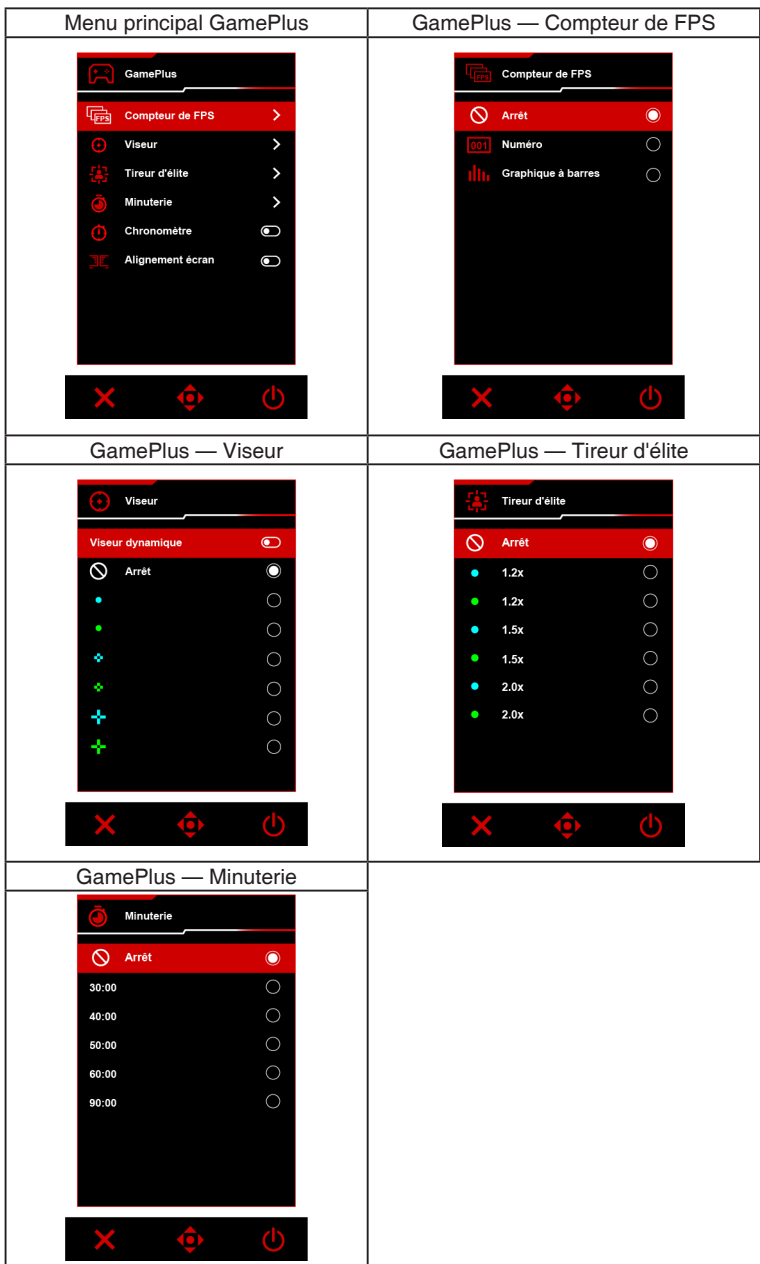 Menu principal GamePlus
GamePlus — Compteur de FPS
GamePlus
FPS
Compteur de FPS
Viseur
Tireur d'élite
Minuterie
Chronomètre
Alignement écran
FPS
Compteur de FPS
Arrêt
001
Numéro
Graphique à barres
GamePlus — Viseur
GamePlus — Tireur d'élite
Viseur
Viseur dynamique
Arrêt
Tireur d'élite
Arrêt
1.2x
1.2x
1.5x
1.5x
2.0x
2.0x
GamePlus — Minuterie
Minuterie
Arrêt
30:00
40:00
50:00
60:00
90:00